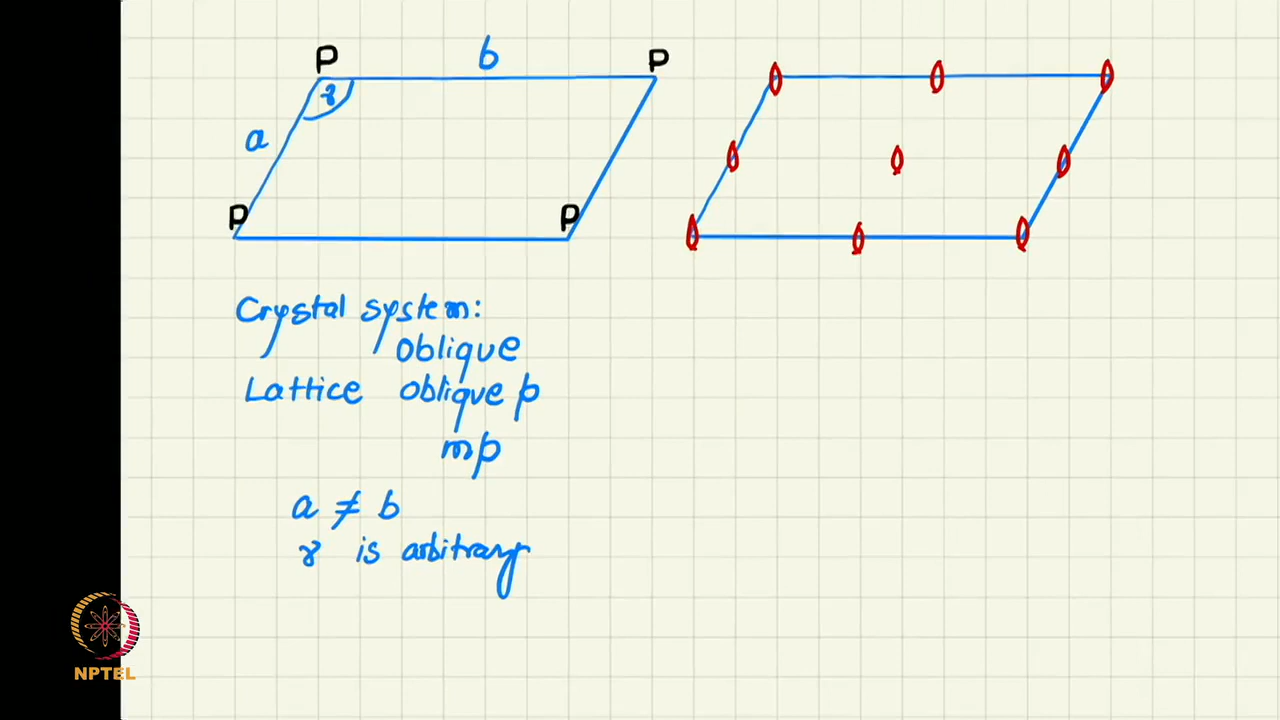 P b P
γ
a
P P
Crystal system:
Oblique
Lattice oblique p
mp
a ≠ b
γ is arbitrary
NPTEL